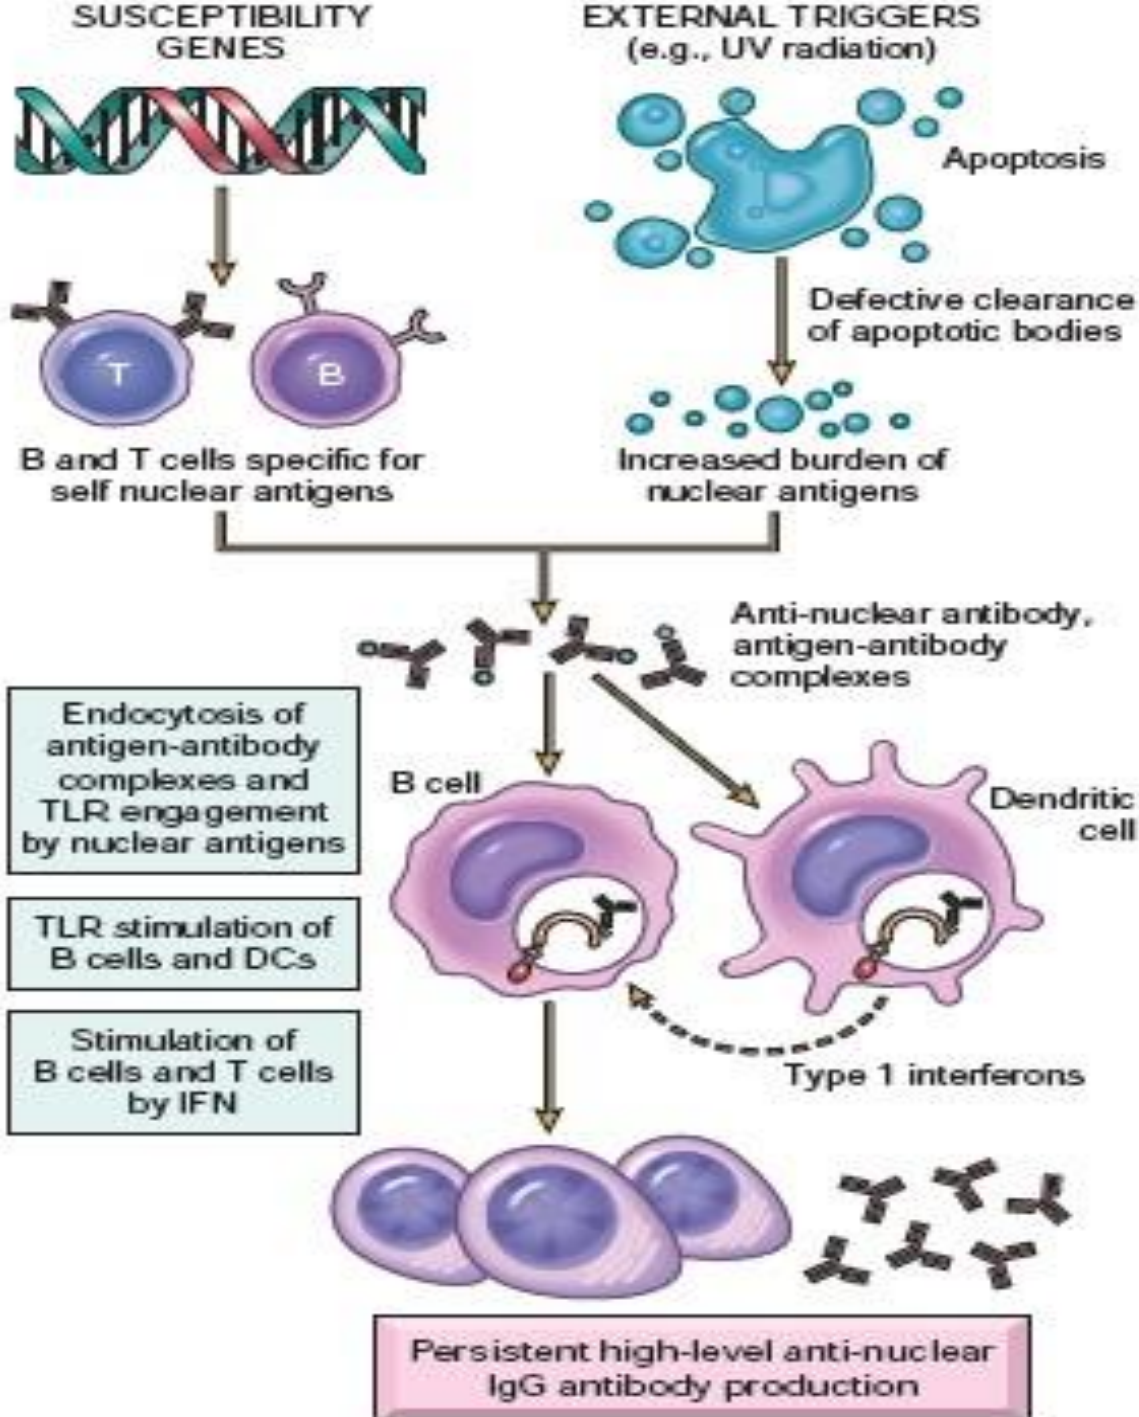 SUSCEPTIBILITY
GENES
EXTERNAL TRIGGERS
(e.g., UV radiation)
Apoptosis
Defective clearance
of apoptotic bodies
T
B
B and T cells specific for
self nuclear antigens
Increased burden of
nuclear antigens
Anti-nuclear antibody,
antigen-antibody
complexes
Endocytosis of
antigen-antibody
complexes and
TLR engagement
by nuclear antigens
B cell
Dendritic
cell
TLR stimulation of
B cells and DCs
Stimulation of
B cells and T cells
by IFN
Type 1 interferons
Persistent high-level anti-nuclear
IgG antibody production